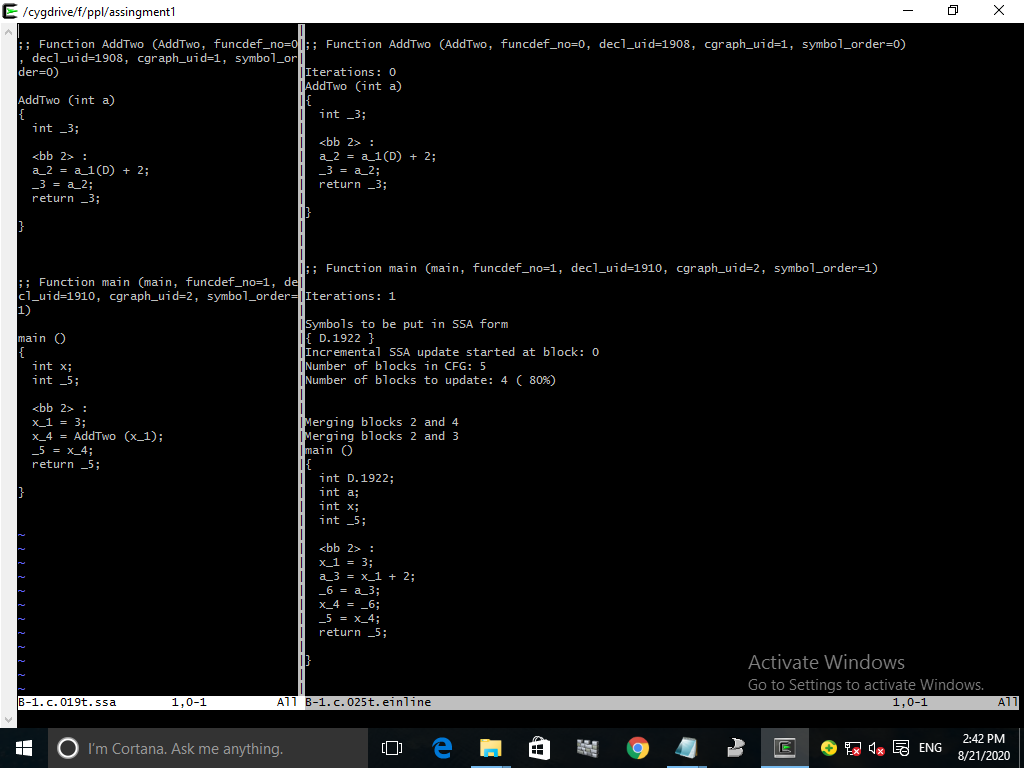 /cygdrive/f/ppl/assingment1
;; Function AddTwo (AddTwo, funcdef_no=0
, decl_uid=1908, cgraph_uid=1, symbol_or
der=0)
AddTwo (int a)
{
int _3;
<bb 2> :
a_2 = a_1(D) + 2;
_3 = a_2;
return _3;
}
;; Function main (main, funcdef_no=1, de
cl_uid=1910, cgraph_uid=2, symbol_order=
1)
main ()
{
int x;
int _5;
<bb 2> :
x_1 = 3;
x_4 = AddTwo (x_1);
_5 = x_4;
return _5;
}
~
~
~
~
~
~
~
~
~
~
~
~
B-1.c.019t.ssa 1,0-1 All
;; Function AddTwo (AddTwo, funcdef_no=0, decl_uid=1908, cgraph_uid=1, symbol_order=0)
Iterations: 0
AddTwo (int a)
{
int _3;
<bb 2> :
a_2 = a_1(D) + 2;
_3 = a_2;
return _3;
}
;; Function main (main, funcdef_no=1, decl_uid=1910, cgraph_uid=2, symbol_order=1)
Iterations: 1
Symbols to be put in SSA form
{ D.1922 }
Incremental SSA update started at block: 0
Number of blocks in CFG: 5
Number of blocks to update: 4 ( 80%)
Merging blocks 2 and 4
Merging blocks 2 and 3
main ()
{
int D.1922;
int a;
int x;
int _5;
<bb 2> :
x_1 = 3;
a_3 = x_1 + 2;
_6 = a_3;
x_4 = _6;
_5 = x_4;
return _5;
}
B-1.c.025t.einline 1,0-1 All
Activate Windows
Go to Settings to activate Windows.
I'm Cortana. Ask me anything.
ENG
2:42 PM
8/21/2020